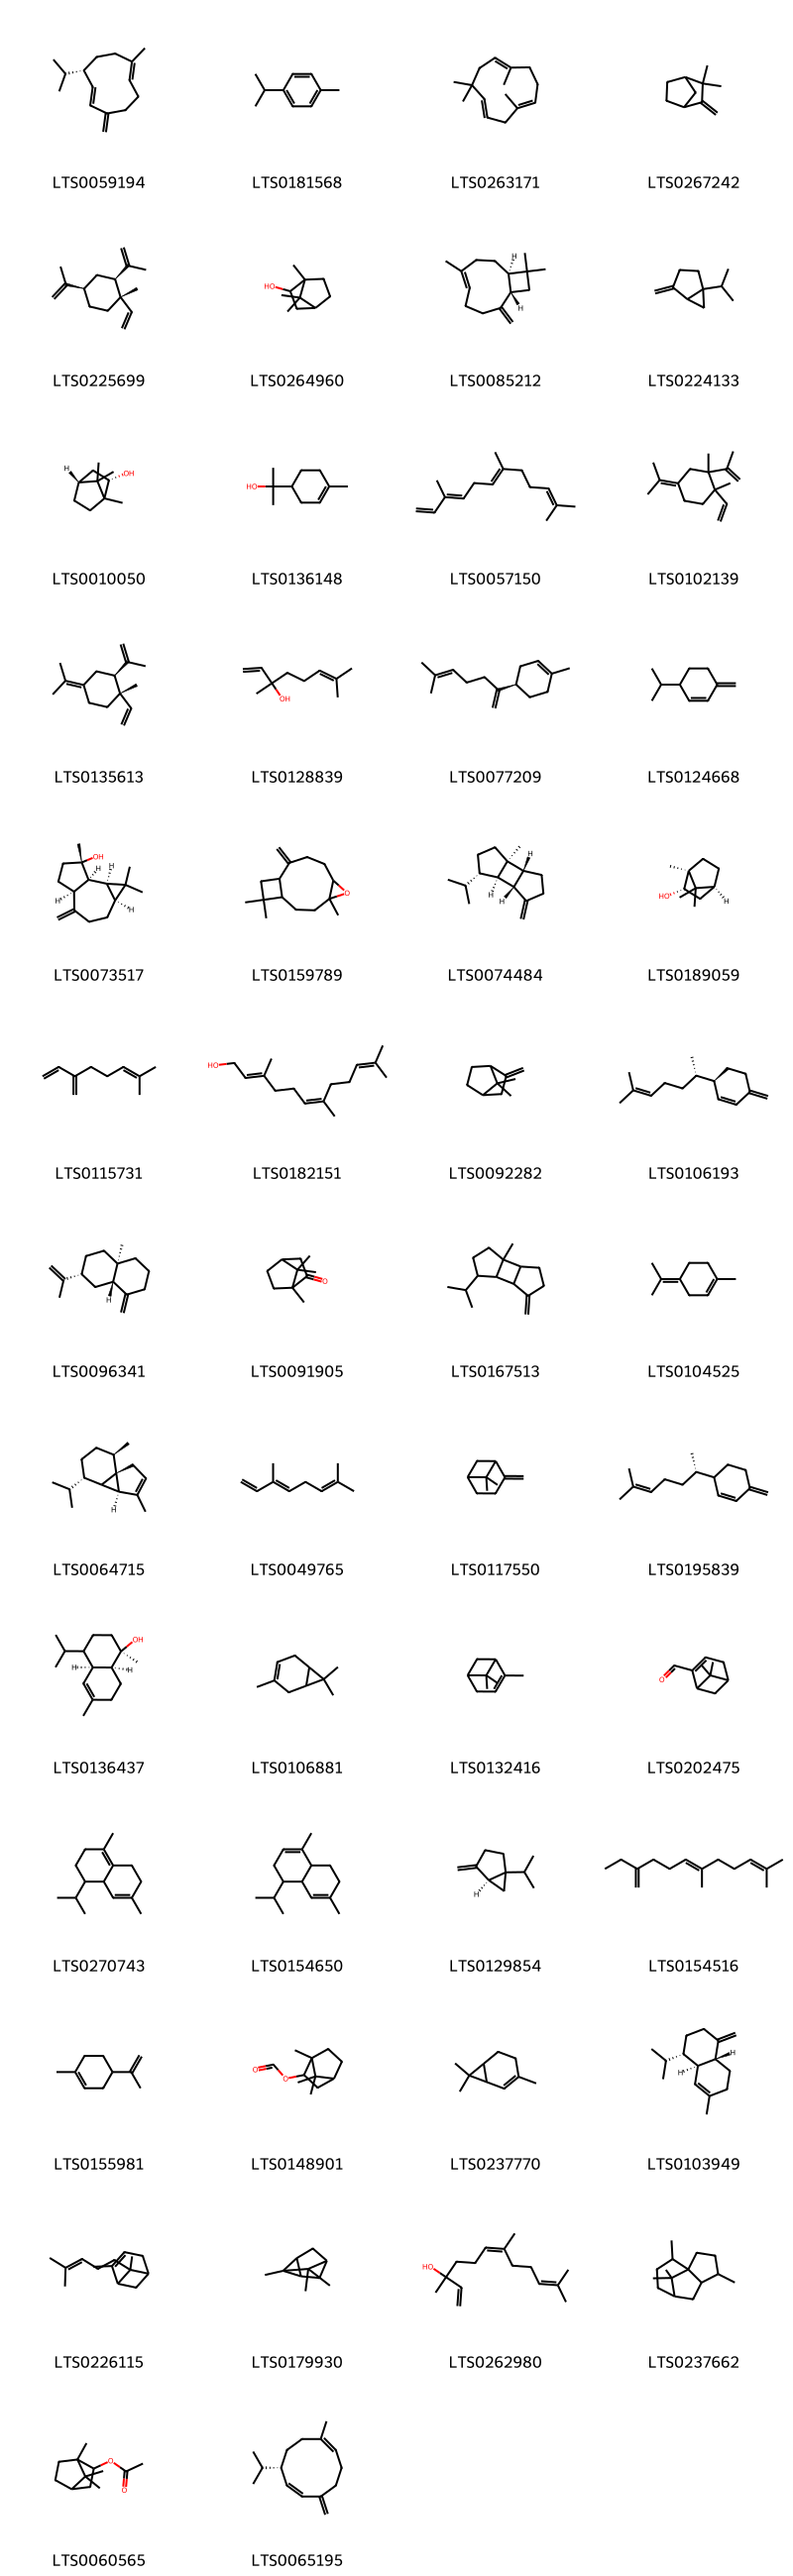 LTS0059194 LTS0181568 LTS0263171 LTS0267242
H
HO
H
LTS0225699 LTS0264960 LTS0085212 LTS0224133
H
OH
HO
LTS0010050 LTS0136148 LTS0057150 LTS0102139
OH
LTS0135613 LTS0128839 LTS0077209 LTS0124668
OH
H H
H
H
O
H
H
H
HO
H
LTS0073517 LTS0159789 LTS0074484 LTS0189059
HO
LTS0115731 LTS0182151 LTS0092282 LTS0106193
H
O
LTS0096341 LTS0091905 LTS0167513 LTS0104525
H
LTS0064715 LTS0049765 LTS0117550 LTS0195839
OH
H H
O
LTS0136437 LTS0106881 LTS0132416 LTS0202475
H
LTS0270743 LTS0154650 LTS0129854 LTS0154516
O
O
H
H
LTS0155981 LTS0148901 LTS0237770 LTS0103949
HO
LTS0226115 LTS0179930 LTS0262980 LTS0237662
O
O
LTS0060565 LTS0065195